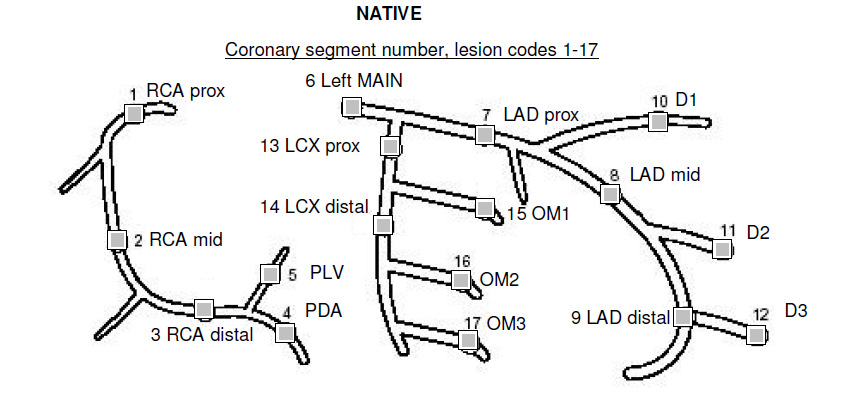 NATIVE
Coronary segment number, lesion codes 1-17
6 Left MAIN
1 RCA prox
7 LAD prox
10 D1
13 LCX prox
8 LAD mid
14 LCX distal
15 OM1
2 RCA mid
11 D2
16 OM2
5 PLV
4 PDA
3 RCA distal
17 OM3
9 LAD distal
12 D3